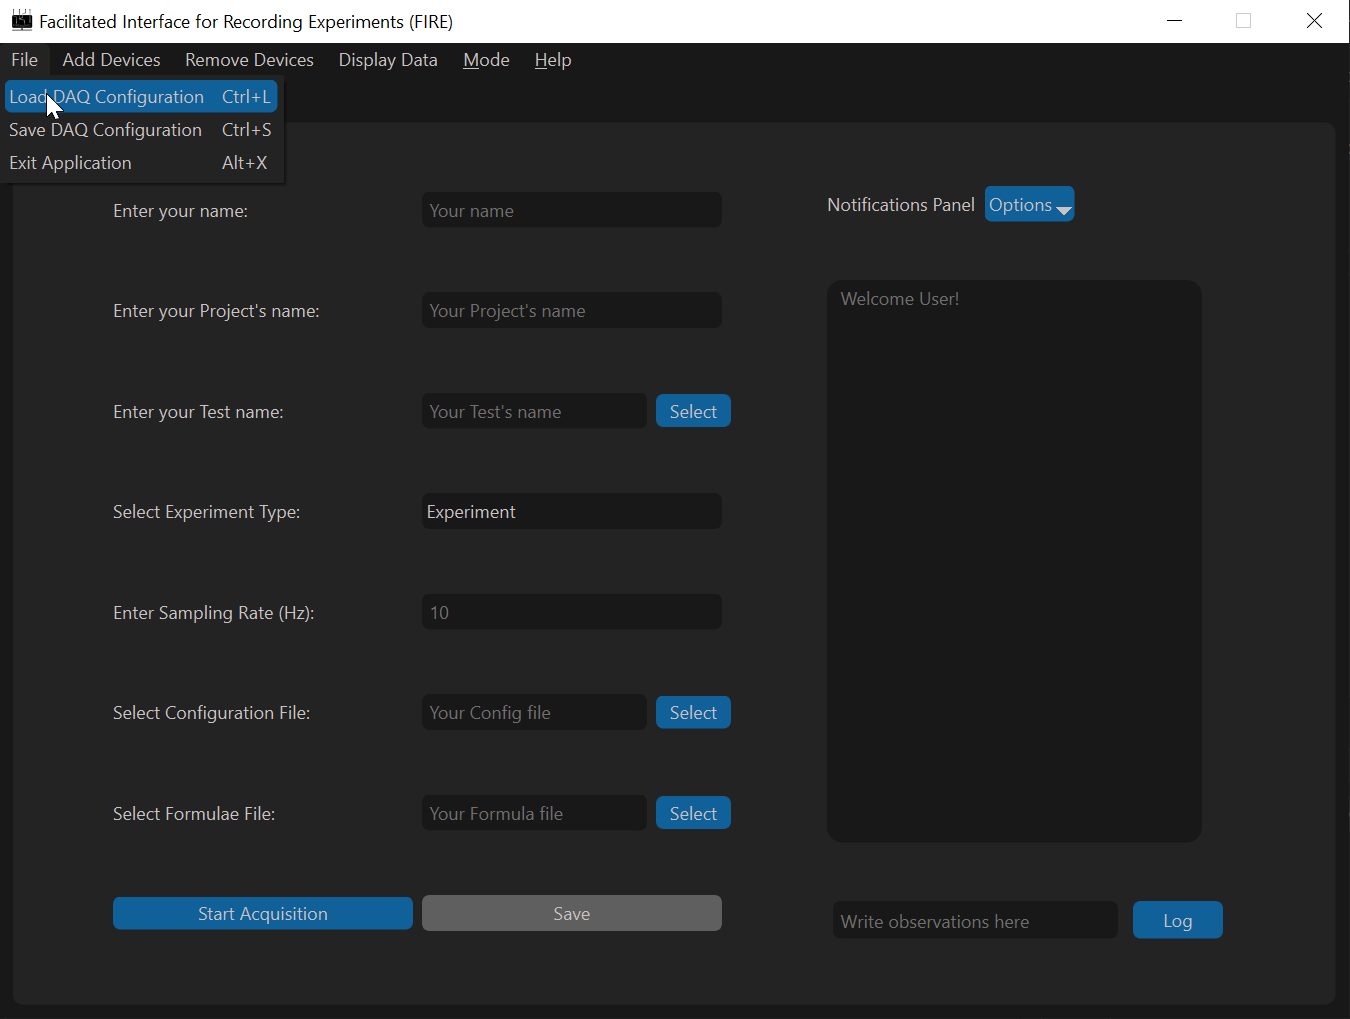 Facilitated Interface for Recording Experiments (FIRE)
File Add Devices Remove Devices Display Data Mode Help
Load DAQ Configuration Ctrl+L
Save DAQ Configuration Ctrl+S
Exit Application Alt+X
Enter your name: Your name
Notifications Panel Options
Welcome User!
Enter your Project's name: Your Project's name
Enter your Test name: Your Test's name Select
Select Experiment Type: Experiment
Enter Sampling Rate (Hz): 10
Select Configuration File: Your Config file Select
Select Formulae File: Your Formula file Select
Start Acquisition Save
Write observations here Log